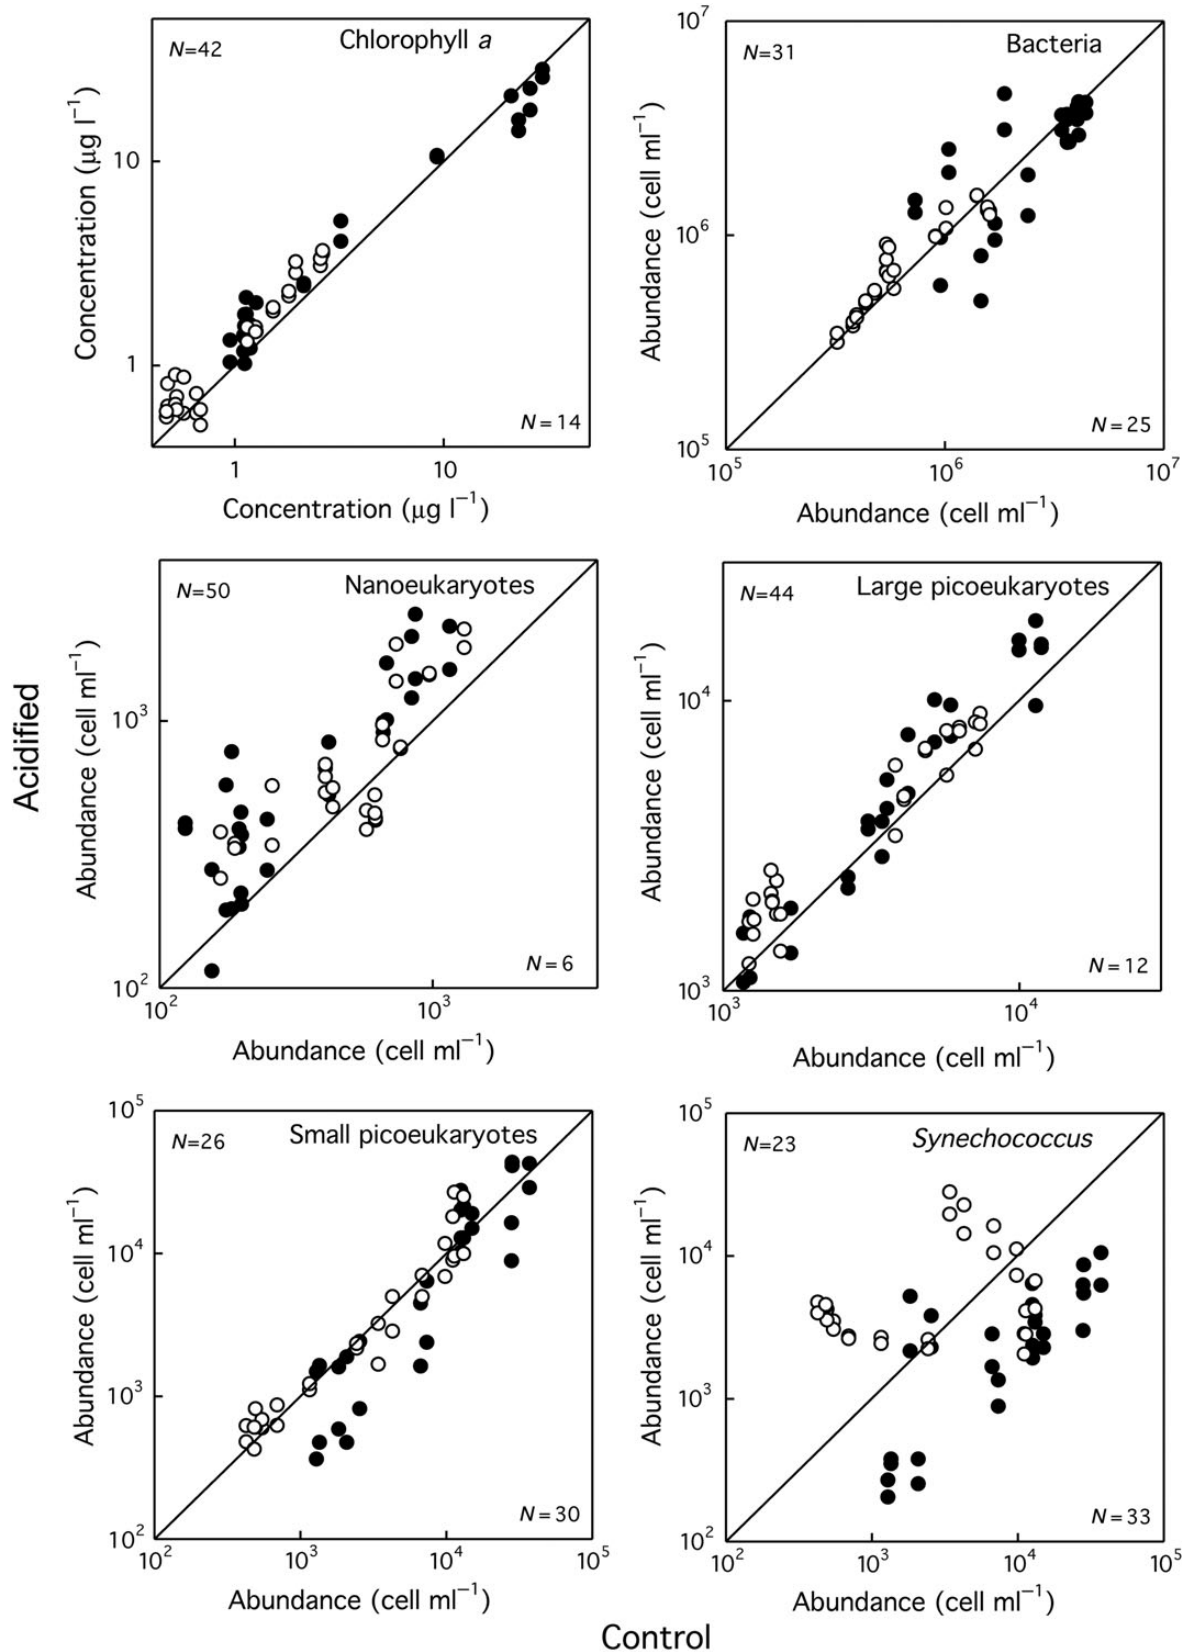 N=42
Chlorophyll a
Concentration (µg l⁻¹)
10
1
N = 14
1
10
Concentration (µg l⁻¹)
10⁷
N=31
Bacteria
Abundance (cell ml⁻¹)
10⁶
N = 25
10⁵
10⁵
10⁶
10⁷
Abundance (cell ml⁻¹)
Acidified
N=50
Nanoeukaryotes
Abundance (cell ml⁻¹)
10³
N = 6
10²
10²
10³
Abundance (cell ml⁻¹)
N=44
Large picoeukaryotes
Abundance (cell ml⁻¹)
10⁴
N = 12
10³
10³
10⁴
Abundance (cell ml⁻¹)
10⁵
N=26
Small picoeukaryotes
Abundance (cell ml⁻¹)
10⁴
10³
N = 30
10²
10²
10³
10⁴
10⁵
Abundance (cell ml⁻¹)
10⁵
N=23
Synechococcus
Abundance (cell ml⁻¹)
10⁴
10³
N = 33
10²
10²
10³
10⁴
10⁵
Abundance (cell ml⁻¹)
Control